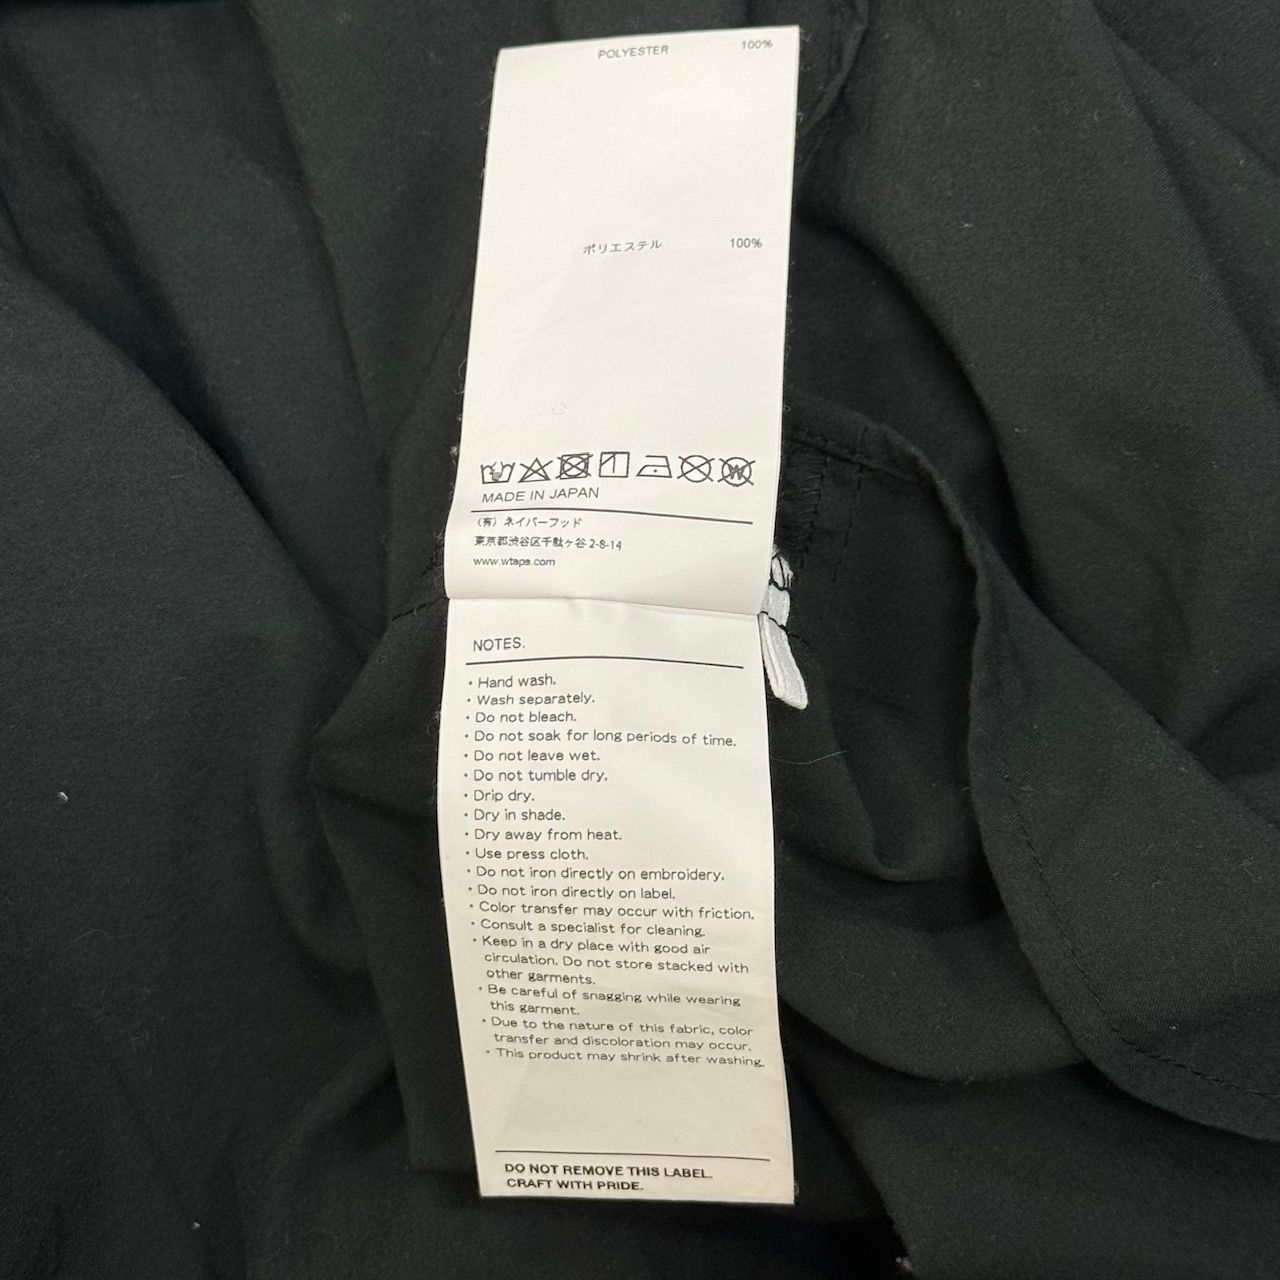 POLYESTER 100%
ポリエステル 100%
W
MADE IN JAPAN
（有）ネイバーフッド
東京都渋谷区千駄ヶ谷 2-8-14
www.wtaps.com
NOTES.
・Hand wash.
・Wash separately.
・Do not bleach.
・Do not soak for long periods of time.
・Do not leave wet.
・Do not tumble dry.
・Drip dry.
・Dry in shade.
・Dry away from heat.
・Use press cloth.
・Do not iron directly on embroidery.
・Do not iron directly on label.
・Color transfer may occur with friction.
・Consult a specialist for cleaning.
・Keep in a dry place with good air
circulation. Do not store stacked with
other garments.
・Be careful of snagging while wearing
this garment.
・Due to the nature of this fabric, color
transfer and discoloration may occur.
・This product may shrink after washing.
DO NOT REMOVE THIS LABEL.
CRAFT WITH PRIDE.